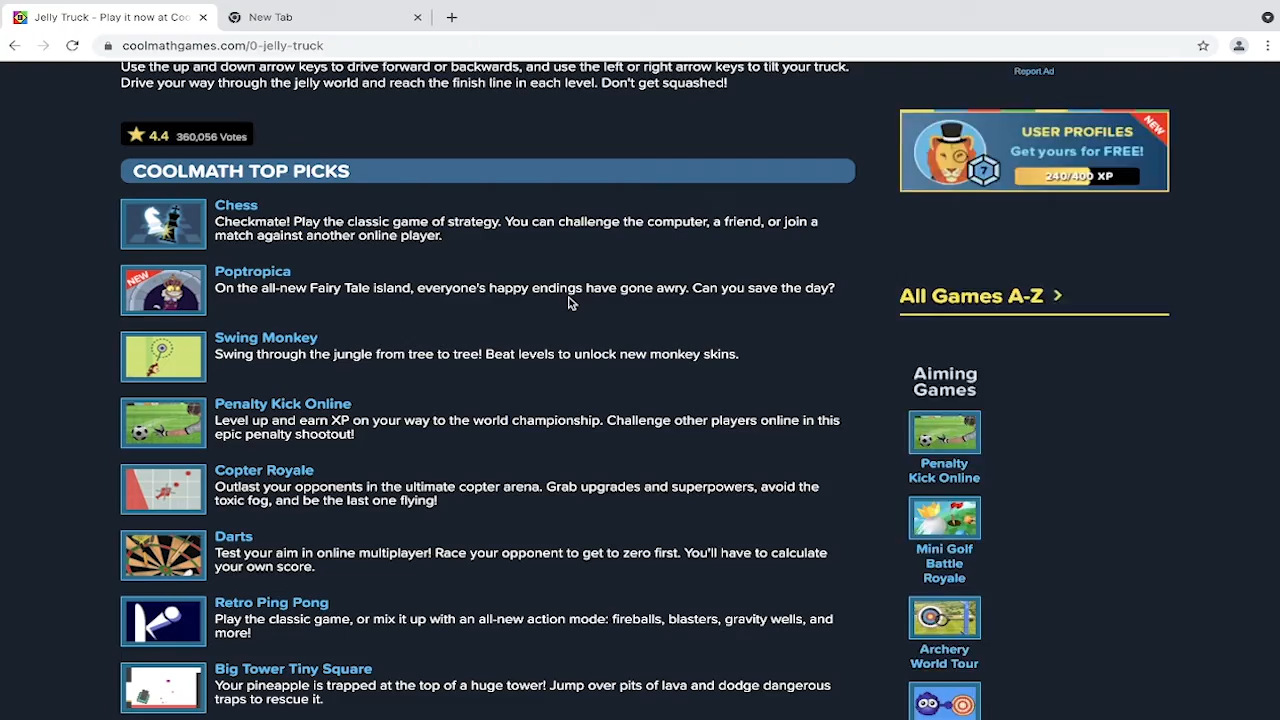 Jelly Truck - Play it now at Coo
New Tab
coolmathgames.com/0-jelly-truck
Use the up and down arrow keys to drive forward or backwards, and use the left or right arrow keys to tilt your truck.
Drive your way through the jelly world and reach the finish line in each level. Don't get squashed!
4.4 360,056 Votes
COOLMATH TOP PICKS
Chess
Checkmate! Play the classic game of strategy. You can challenge the computer, a friend, or join a
match against another online player.
NEW
Poptropica
On the all-new Fairy Tale island, everyone's happy endings have gone awry. Can you save the day?
Swing Monkey
Swing through the jungle from tree to tree! Beat levels to unlock new monkey skins.
Penalty Kick Online
Level up and earn XP on your way to the world championship. Challenge other players online in this
epic penalty shootout!
Copter Royale
Outlast your opponents in the ultimate copter arena. Grab upgrades and superpowers, avoid the
toxic fog, and be the last one flying!
Darts
Test your aim in online multiplayer! Race your opponent to get to zero first. You'll have to calculate
your own score.
Retro Ping Pong
Play the classic game, or mix it up with an all-new action mode: fireballs, blasters, gravity wells, and
more!
Big Tower Tiny Square
Your pineapple is trapped at the top of a huge tower! Jump over pits of lava and dodge dangerous
traps to rescue it.
Report Ad
NEW
USER PROFILES
Get yours for FREE!
7
240/400 XP
All Games A-Z >
Aiming
Games
Penalty
Kick Online
Mini Golf
Battle
Royale
Archery
World Tour